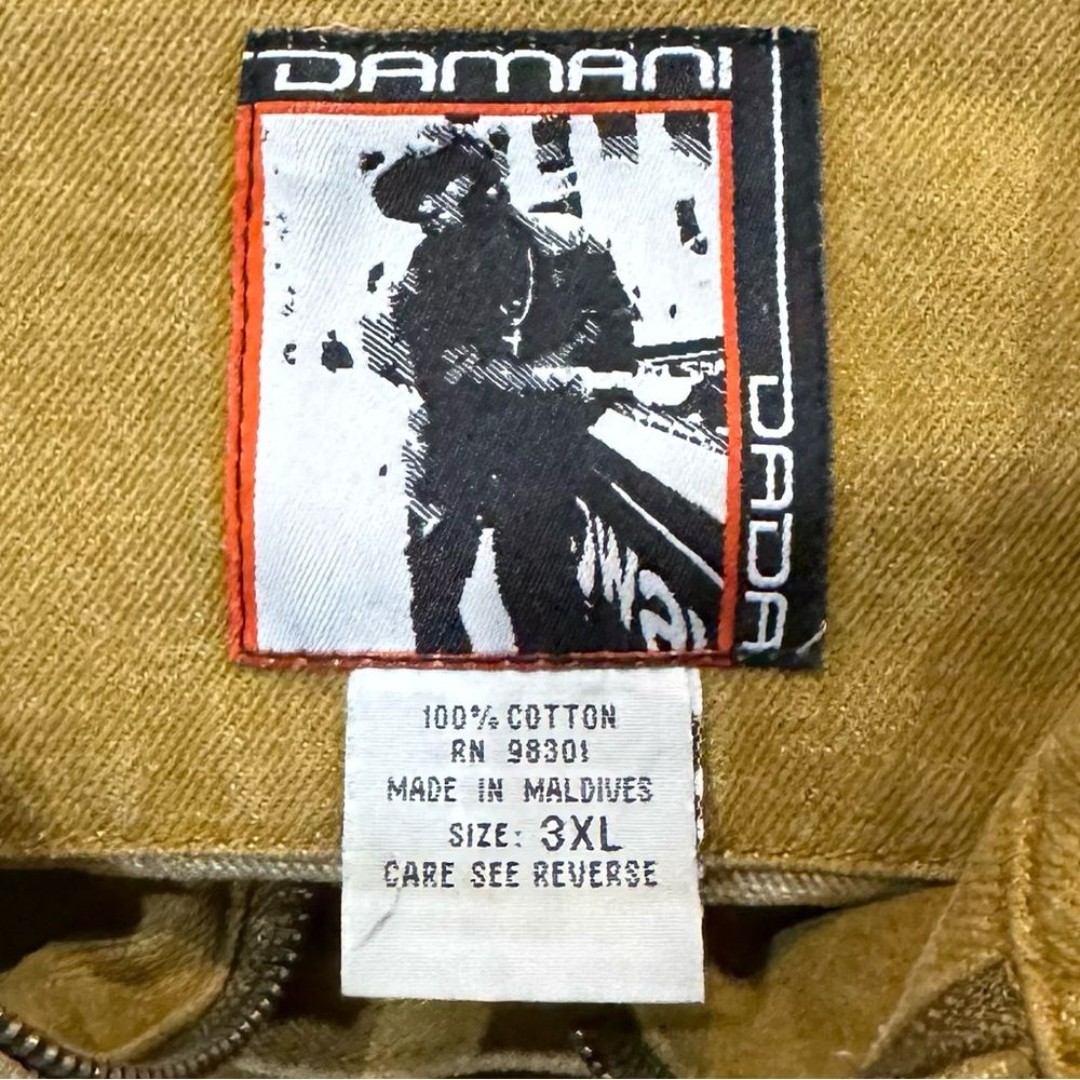 DAMANI
DADA
100% COTTON
RN 98301
MADE IN MALDIVES
SIZE: 3XL
CARE SEE REVERSE